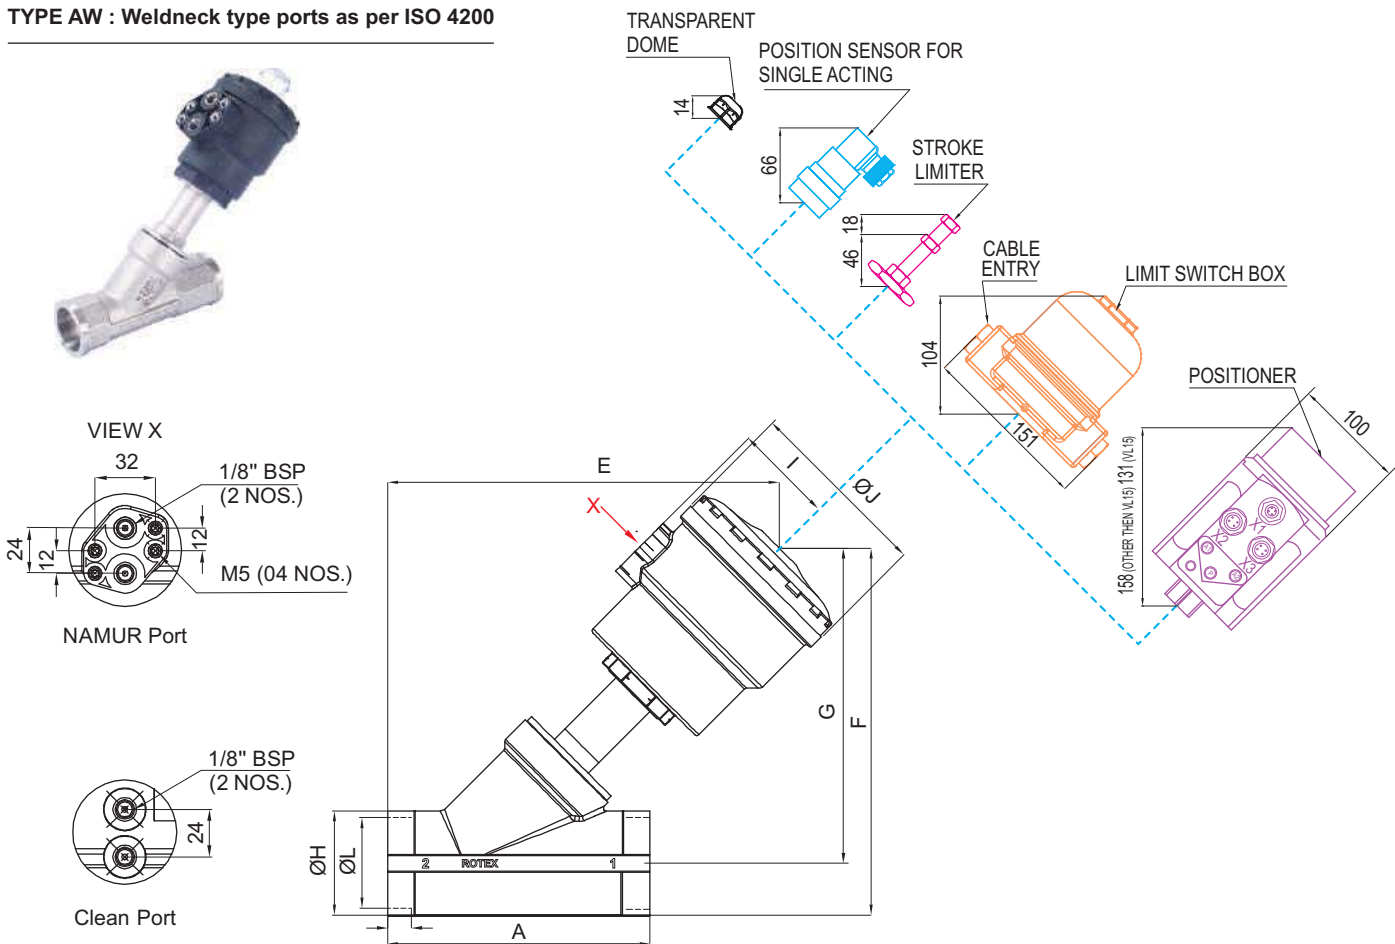 TYPE AW : Weldneck type ports as per ISO 4200
TRANSPARENT
DOME
14
POSITION SENSOR FOR
SINGLE ACTING
66
STROKE
LIMITER
18
46
CABLE
ENTRY
LIMIT SWITCH BOX
104
151
POSITIONER
100
158 (OTHER THEN VL15) 131 (VL15)
X1
X2
X3
VIEW X
32
1/8" BSP
(2 NOS.)
24
12
12
M5 (04 NOS.)
NAMUR Port
1/8" BSP
(2 NOS.)
24
Clean Port
E
I
ØJ
X
G
F
ØH
ØL
2
ROTEX
1
A